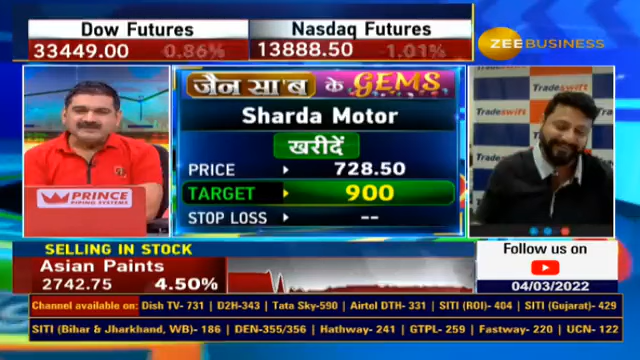 Dow Futures
33449.00 0.86%
Nasdaq Futures
13888.50 -1.01%
ZEE BUSINESS
जैन सा'ब के GEMS
Sharda Motor
खरीदें
PRICE 728.50
TARGET 900
STOP LOSS --
PRINCE
PIPING SYSTEMS
Tradeswift
Tradeswift
SELLING IN STOCK
Asian Paints
2742.75 4.50%
Follow us on
04/03/2022
Channel available on: Dish TV- 731 | D2H-343 | Tata Sky-590 | Airtel DTH- 331 | SITI (ROI)- 404 | SITI (Gujarat)- 429
SITI (Bihar & Jharkhand, WB)- 186 | DEN-355/356 | Hathway- 241 | GTPL- 259 | Fastway- 220 | UCN- 122